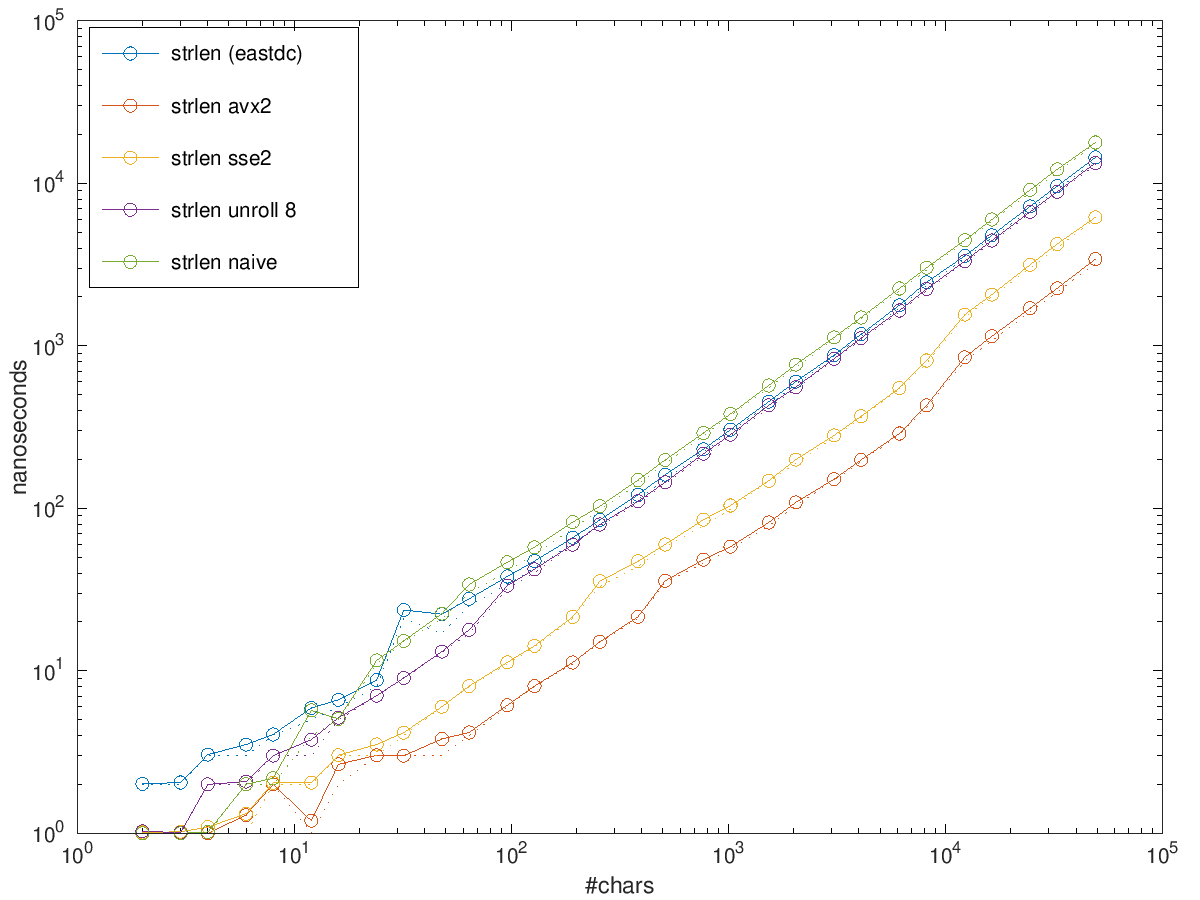 10^5
10^4
10^3
10^2
10^1
10^0
nanoseconds
strlen (eastdc)
strlen avx2
strlen sse2
strlen unroll 8
strlen naive
10^0 10^1 10^2 10^3 10^4 10^5
#chars